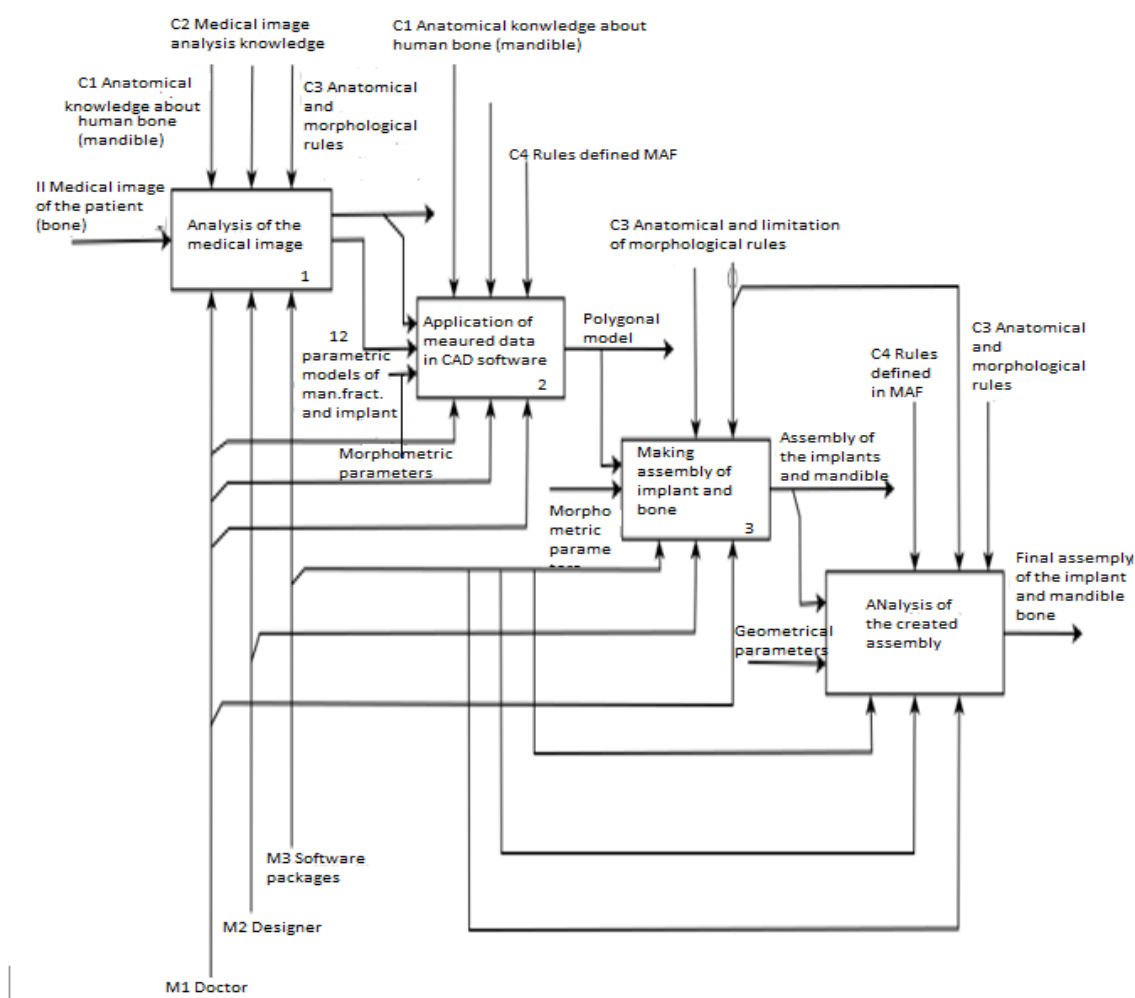 C2 Medical image
analysis knowledge
C1 Anatomical konwledge about
human bone (mandible)
C1 Anatomical
knowledge about
human bone
(mandible)
C3 Anatomical
and
morphological
rules
C4 Rules defined MAF
II Medical image
of the patient
(bone)
Analysis of the
medical image
1
C3 Anatomical and limitation
of morphological rules
12
parametric
models of
man.fract.
and implant
Application of
meaured data
in CAD software
2
Polygonal
model
C4 Rules
defined
in MAF
C3 Anatomical
and
morphological
rules
Morphometric
parameters
Making
assembly of
implant and
bone
3
Assembly of
the implants
and mandible
Morpho
metric
parame
ANalysis of
the created
assembly
Final assemply
of the implant
and mandible
bone
Geometrical
parameters
M3 Software
packages
M2 Designer
M1 Doctor